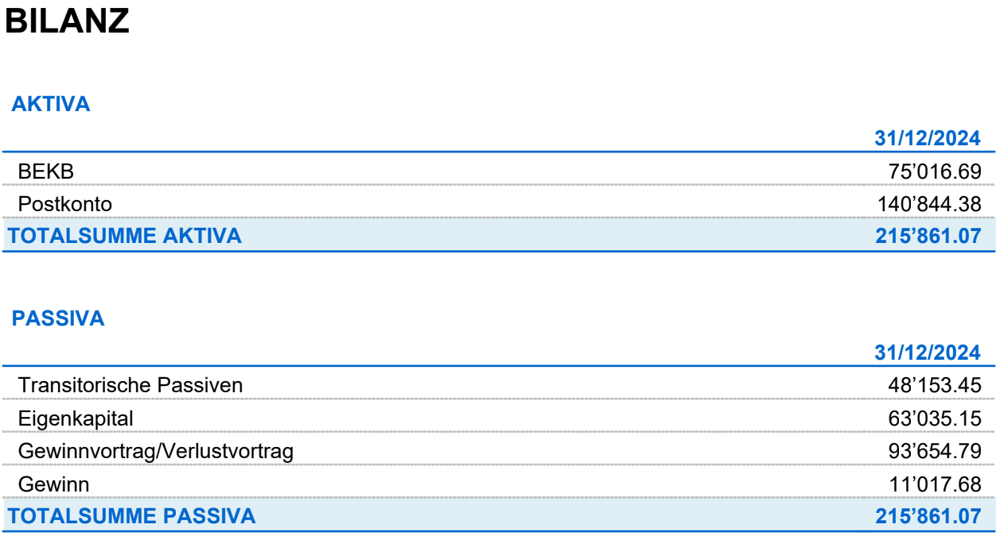 BILANZ
AKTIVA
31/12/2024
BEKB 75’016.69
Postkonto 140’844.38
TOTALSUMME AKTIVA 215’861.07
PASSIVA
31/12/2024
Transitorische Passiven 48’153.45
Eigenkapital 63’035.15
Gewinnvortrag/Verlustvortrag 93’654.79
Gewinn 11’017.68
TOTALSUMME PASSIVA 215’861.07